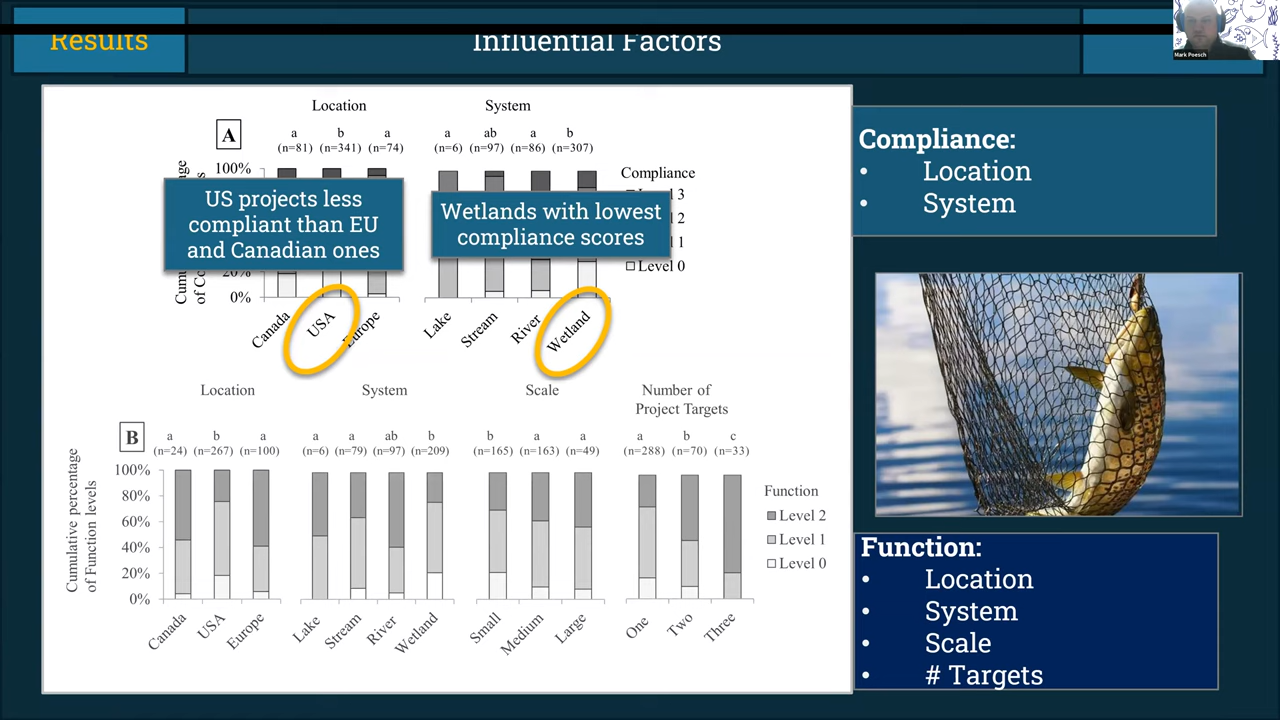 Results
Influential Factors
Mark Poesch
Location
System
A
a b a
(n=81) (n=341) (n=74)
a ab a b
(n=6) (n=97) (n=86) (n=307)
Compliance
100%
US projects less
compliant than EU
and Canadian ones
Wetlands with lowest
compliance scores
3
2
1
Level 0
20%
0%
of
Canada USA Europe
Lake Stream River Wetland
Location
System
Scale
Number of
Project Targets
B
a b a
(n=24) (n=267) (n=100)
a a ab b
(n=6) (n=79) (n=97) (n=209)
b a a
(n=165) (n=163) (n=49)
a b c
(n=288) (n=70) (n=33)
Cumulative percentage
of Function levels
100%
80%
60%
40%
20%
0%
Function
Level 2
Level 1
Level 0
Canada USA Europe
Lake Stream River Wetland
Small Medium Large
One Two Three
Compliance:
• Location
• System
Function:
• Location
• System
• Scale
• # Targets